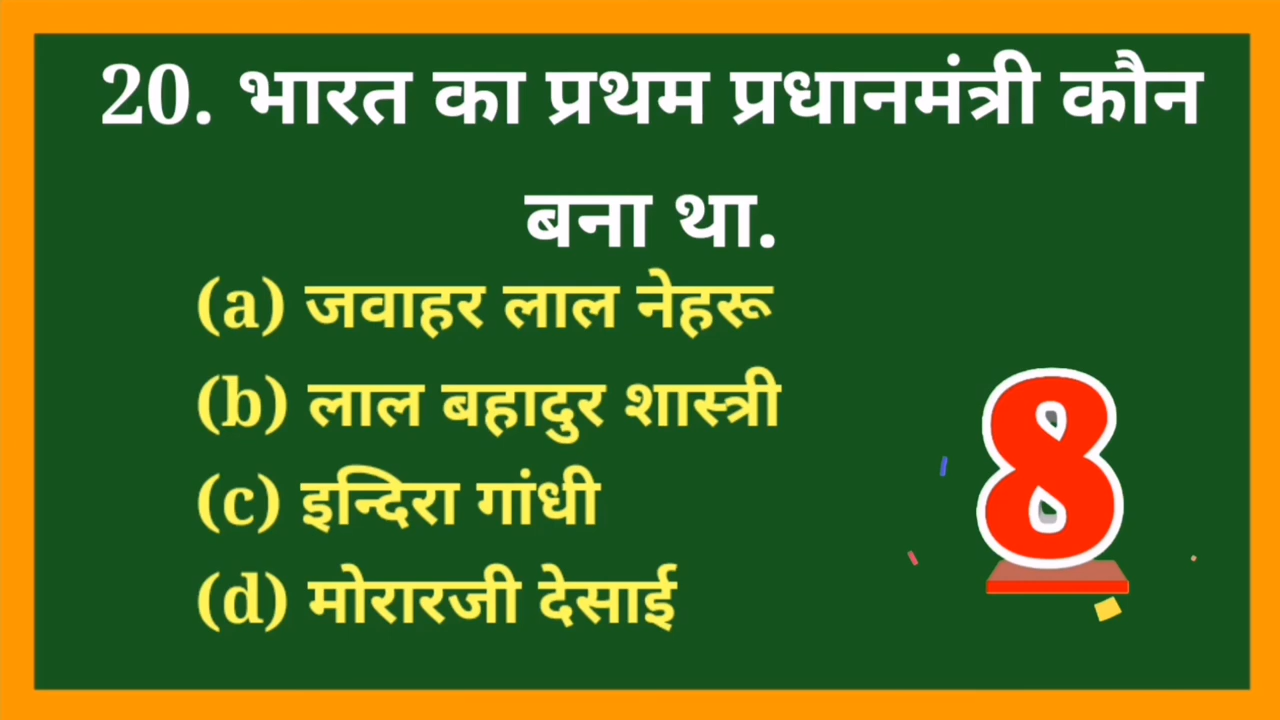 20. भारत का प्रथम प्रधानमंत्री कौन
बना था.
(a) जवाहर लाल नेहरू
(b) लाल बहादुर शास्त्री
(c) इन्दिरा गांधी
(d) मोरारजी देसाई
8